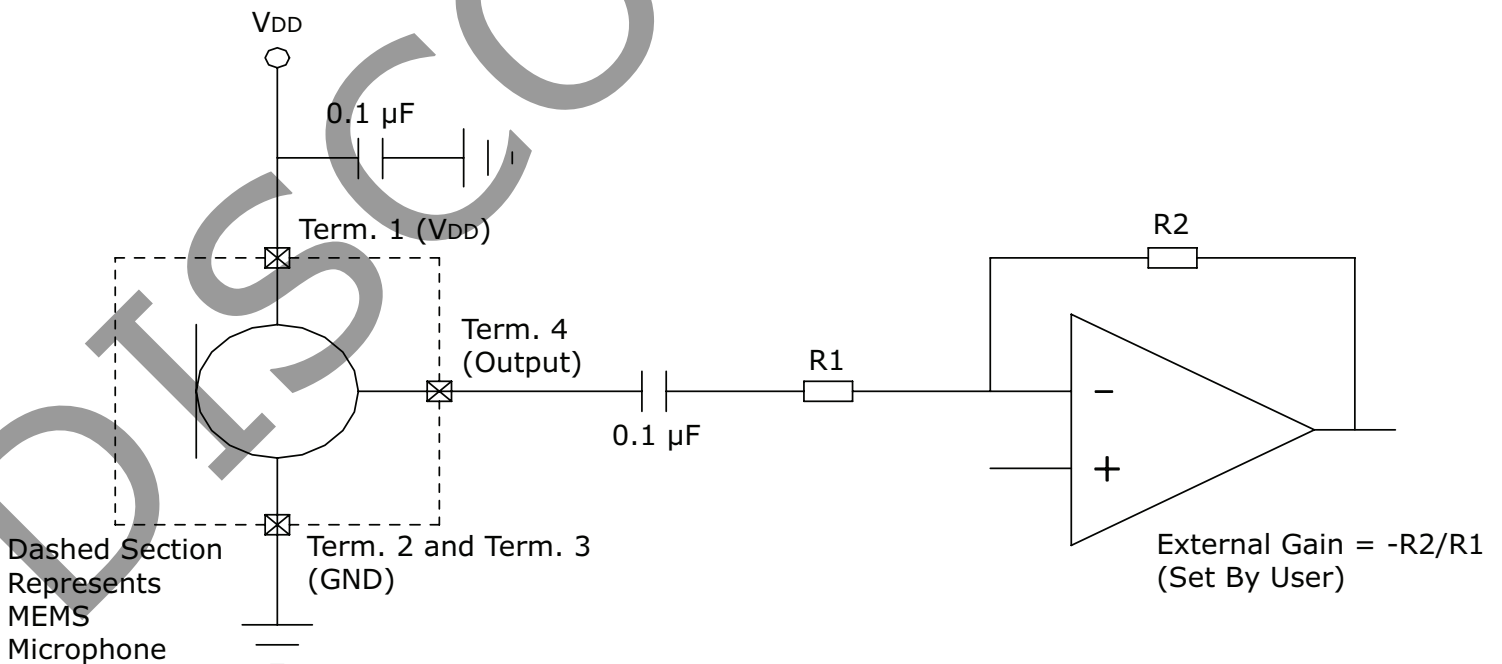 VDD
0.1 µF
Term. 1 (VDD)
R2
Term. 4
(Output)
R1
0.1 µF
−
+
Dashed Section
Represents
MEMS
Microphone
Term. 2 and Term. 3
(GND)
External Gain = -R2/R1
(Set By User)
DISCO